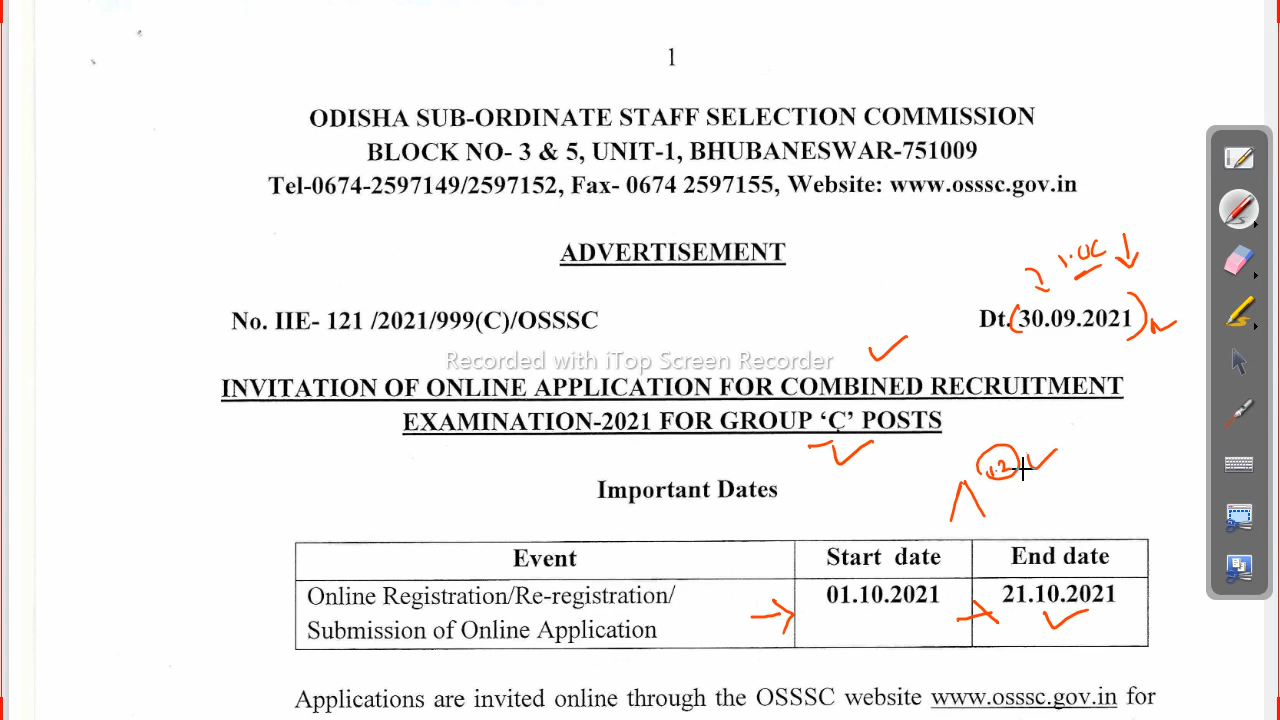 1
ODISHA SUB-ORDINATE STAFF SELECTION COMMISSION
BLOCK NO- 3 & 5, UNIT-1, BHUBANESWAR-751009
Tel-0674-2597149/2597152, Fax- 0674 2597155, Website: www.osssc.gov.in
ADVERTISEMENT
No. IIE- 121 /2021/999(C)/OSSSC Dt. 30.09.2021
Recorded with iTop Screen Recorder
INVITATION OF ONLINE APPLICATION FOR COMBINED RECRUITMENT
EXAMINATION-2021 FOR GROUP ‘C’ POSTS
Important Dates
Event Start date End date
Online Registration/Re-registration/ 01.10.2021 21.10.2021
Submission of Online Application
Applications are invited online through the OSSSC website www.osssc.gov.in for